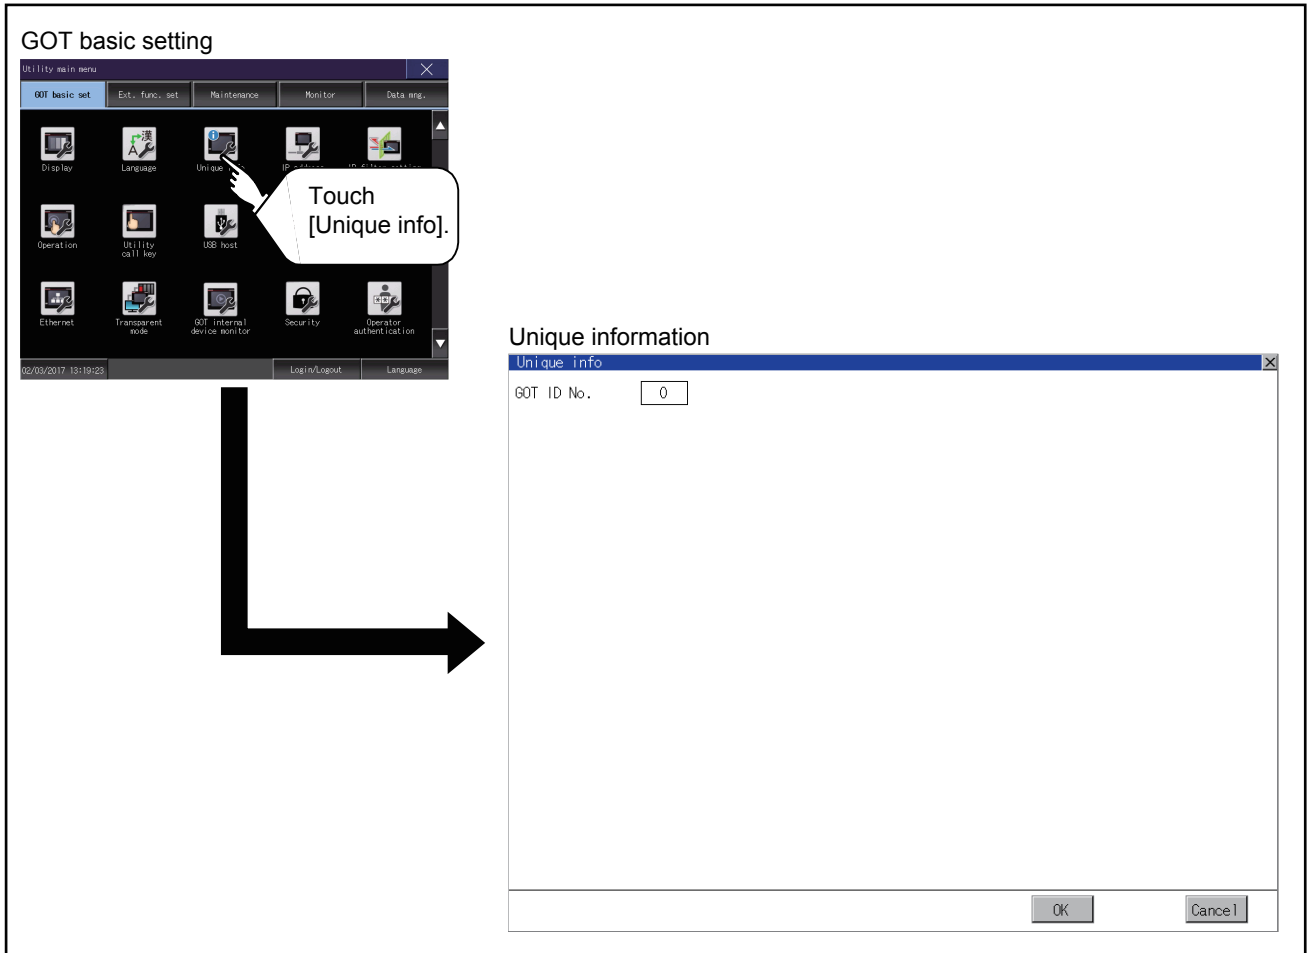 GOT basic setting
Utility main menu
GOT basic set Ext. func. set Maintenance Monitor Data mng.
Display Language Unique IP address
Touch
[Unique info].
Operation Utility call key USB host
Ethernet Transparent mode GOT internal device monitor Security Operator authentication
02/03/2017 13:19:23 Login/Logout Language
Unique information
Unique info
GOT ID No. 0
OK Cancel